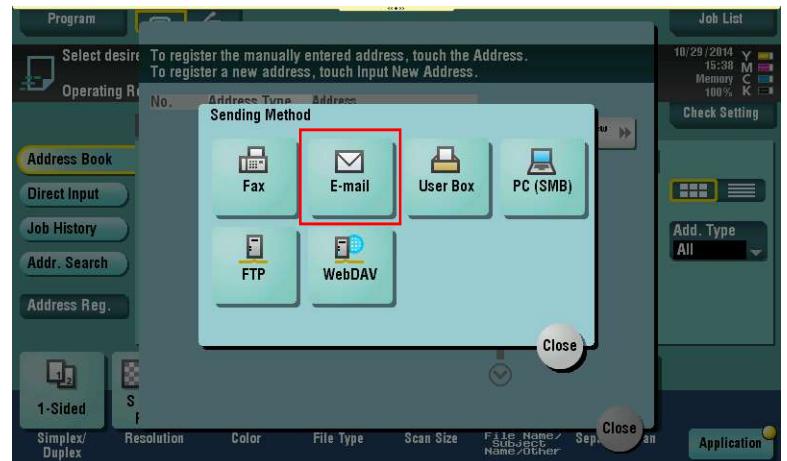 Program
Job List
Select desire
To register the manually entered address, touch the Address.
To register a new address, touch Input New Address.
Operating R
10/29/2014
15:38
Memory
100%
Y
M
C
K
Check Setting
No. Address Type Address
Sending Method
Fax
E-mail
User Box
PC (SMB)
FTP
WebDAV
Close
Address Book
Direct Input
Job History
Addr. Search
Address Reg.
Add. Type
All
1-Sided
Close
Simplex/
Duplex
Resolution
Color
File Type
Scan Size
File Name/
Subject
Name/Other
Application